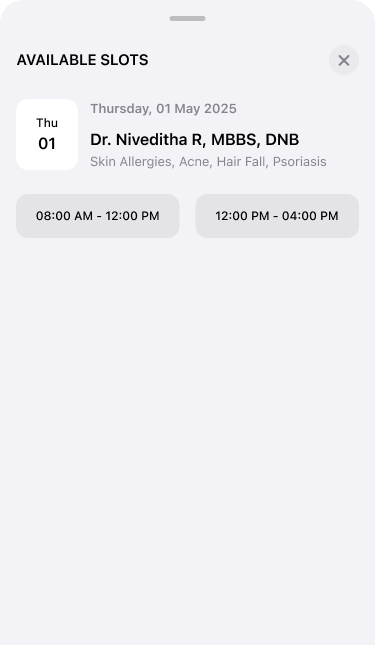 AVAILABLE SLOTS
Thu
01
Thursday, 01 May 2025
Dr. Niveditha R, MBBS, DNB
Skin Allergies, Acne, Hair Fall, Psoriasis
08:00 AM - 12:00 PM
12:00 PM - 04:00 PM